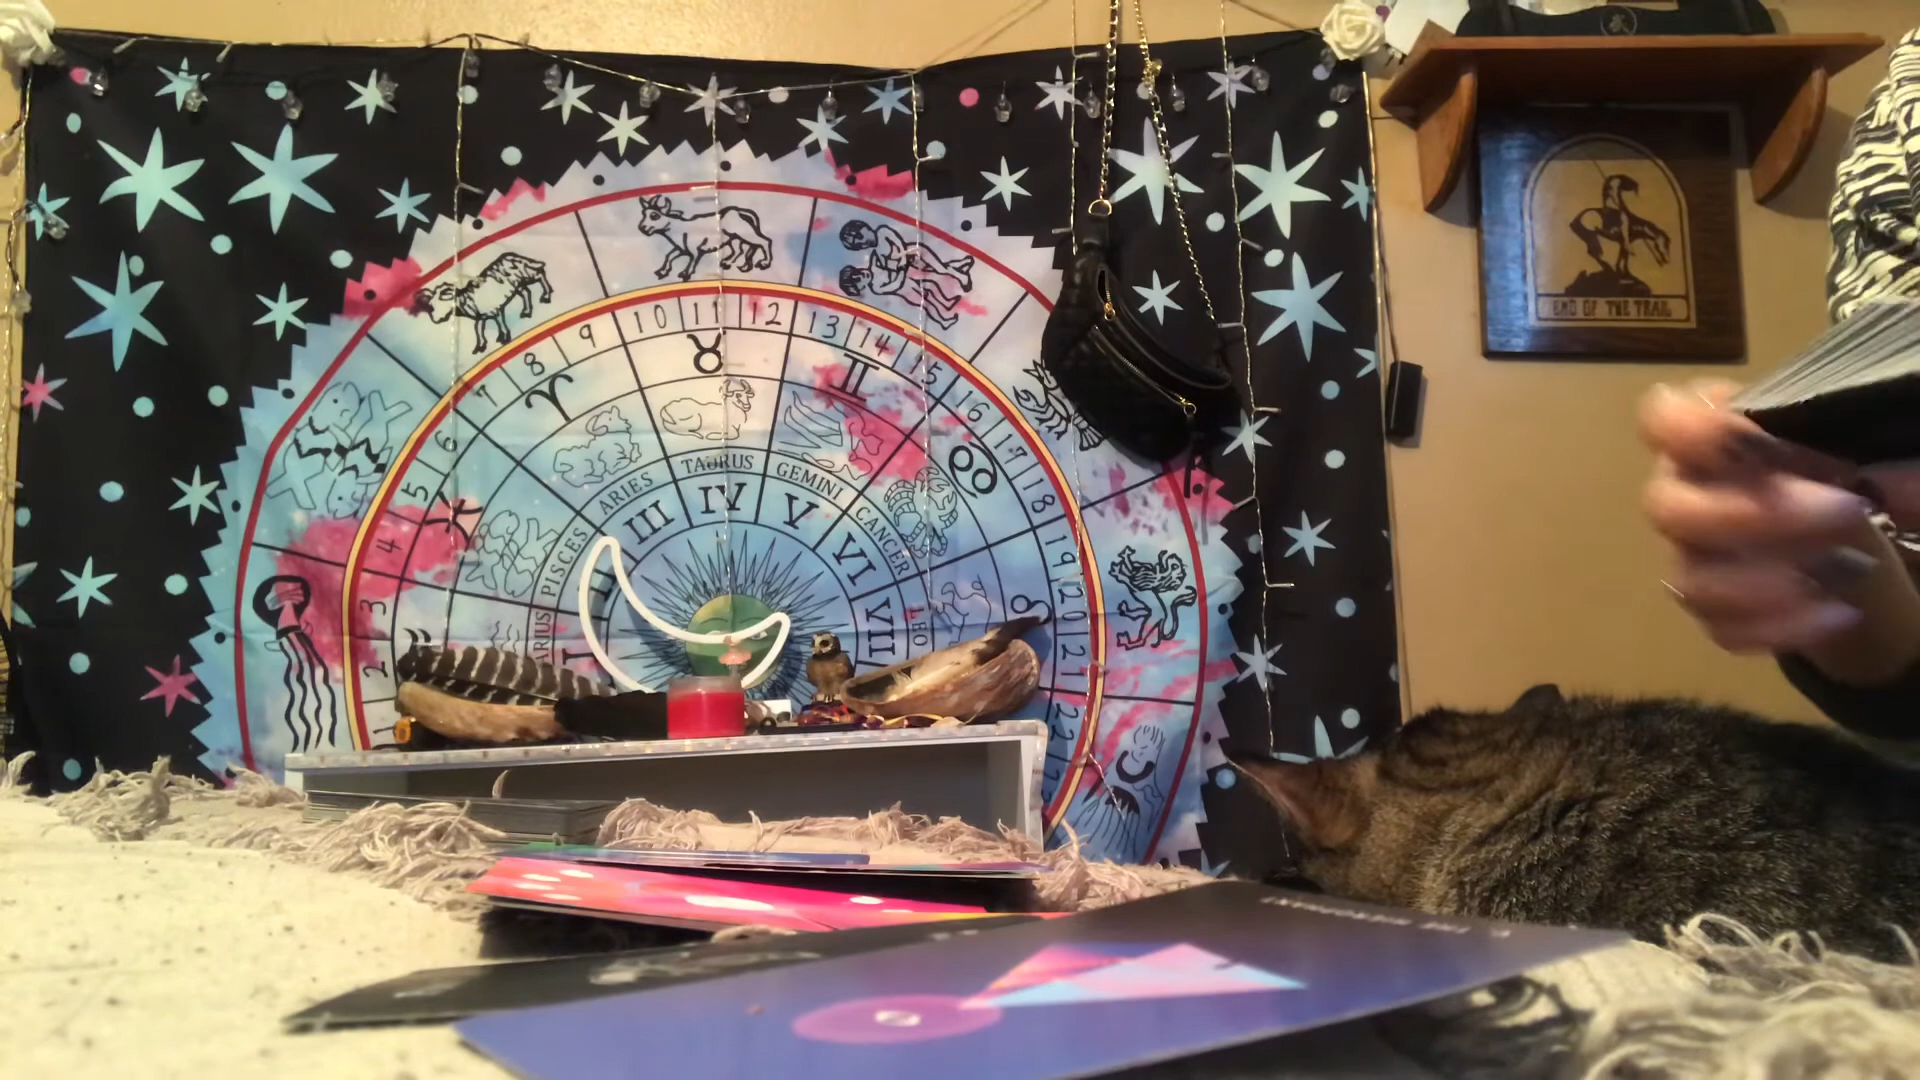 10 11 12
9 13
8 14
7 15
6 16
5 17
4 18
3 19
2 20
1 21
22
TAURUS
ARIES GEMINI
PISCES CANCER
LEO
III IV V
VI
VII
END OF THE TRAIL